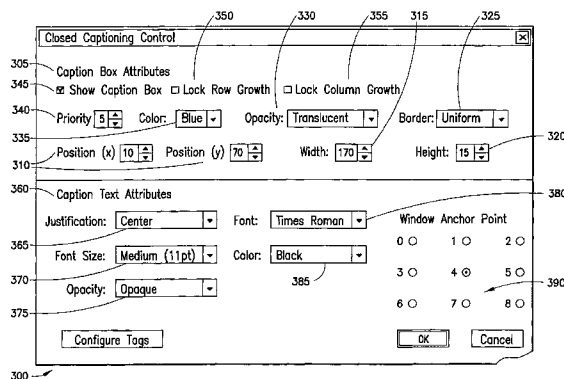 350 330 355 315 325
Closed Captioning Control
305 Caption Box Attributes
345 Show Caption Box Lock Row Growth Lock Column Growth
340 Priority 5 Color: Blue Opacity: Translucent Border: Uniform
335
310 Position (x) 10 Position (y) 70 Width: 170 Height: 15 320
360 Caption Text Attributes
380
Justification: Center Font: Times Roman Window Anchor Point
365 0 1 2
Font Size: Medium (11pt) Color: Black
370 385 3 4 5 390
Opacity: Opaque
375 6 7 8
Configure Tags OK Cancel
300